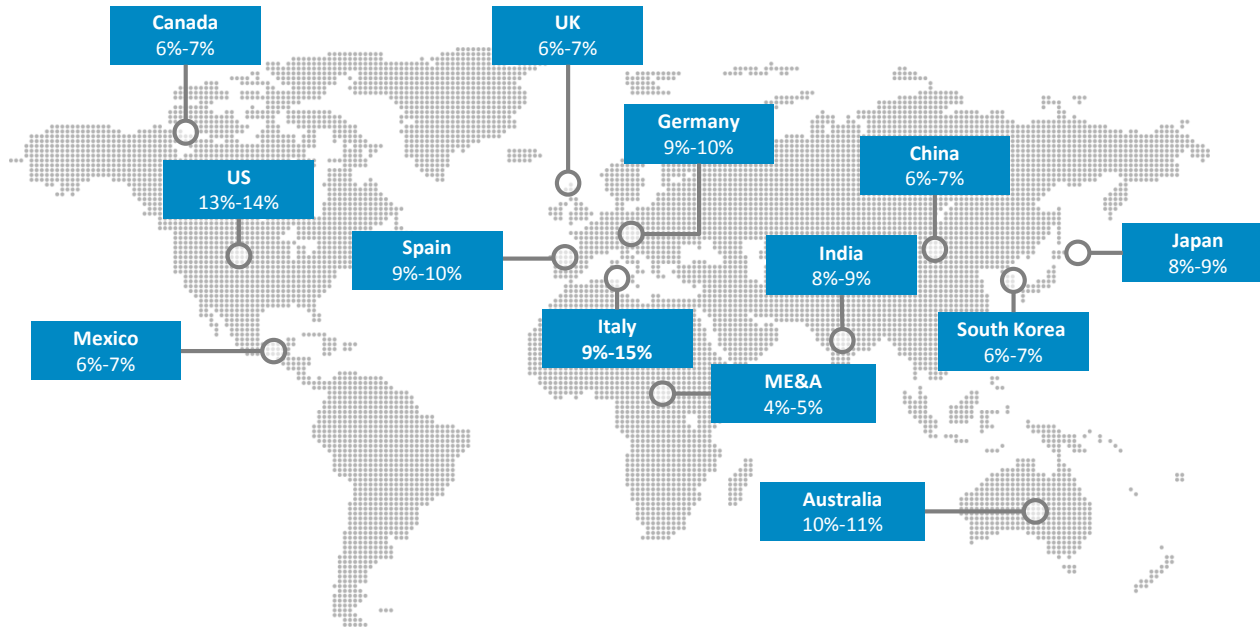 Canada
6%-7%
UK
6%-7%
Germany
9%-10%
China
6%-7%
US
13%-14%
Spain
9%-10%
India
8%-9%
Japan
8%-9%
Italy
9%-15%
South Korea
6%-7%
Mexico
6%-7%
ME&A
4%-5%
Australia
10%-11%